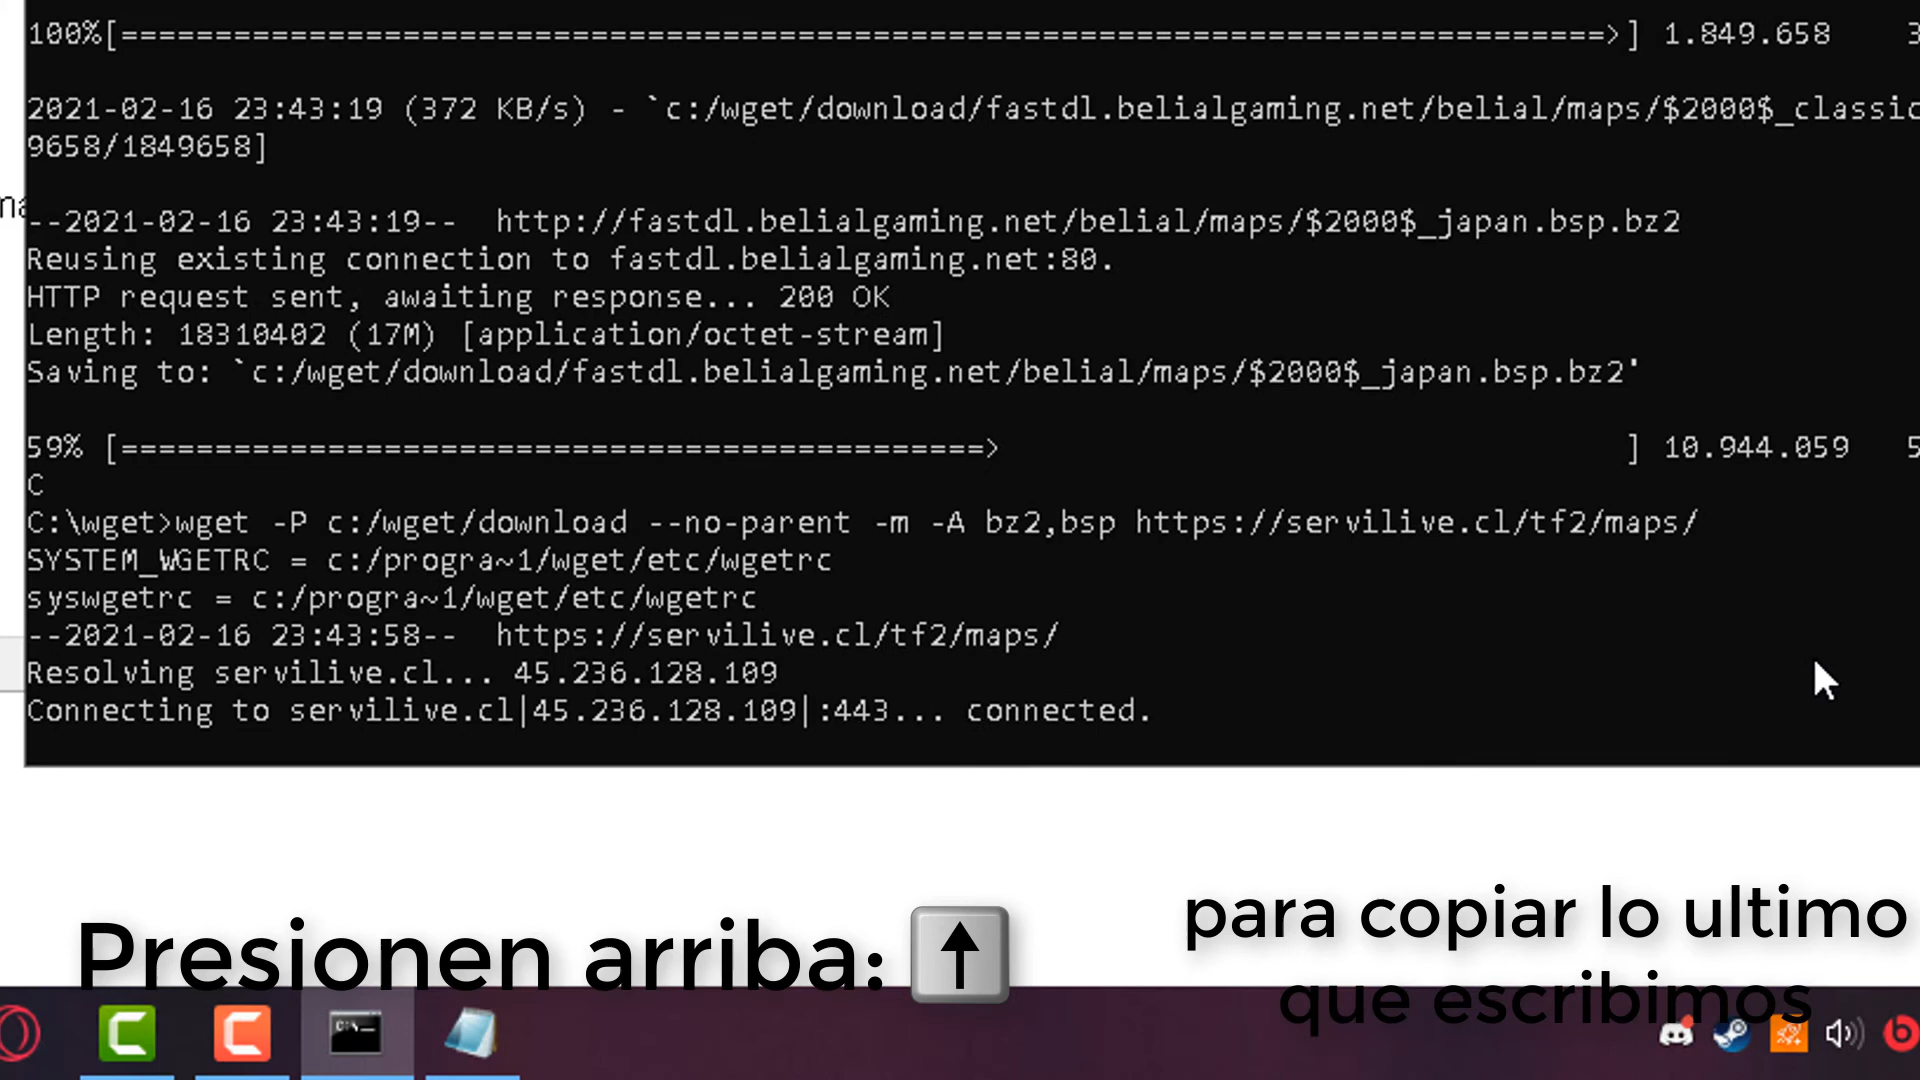 100%[===============================================================================>] 1.849.658 3
2021-02-16 23:43:19 (372 KB/s) - `c:/wget/download/fastdl.belialgaming.net/belial/maps/$2000$_classic
9658/1849658]
--2021-02-16 23:43:19-- http://fastdl.belialgaming.net/belial/maps/$2000$_japan.bsp.bz2
Reusing existing connection to fastdl.belialgaming.net:80.
HTTP request sent, awaiting response... 200 OK
Length: 18310402 (17M) [application/octet-stream]
Saving to: `c:/wget/download/fastdl.belialgaming.net/belial/maps/$2000$_japan.bsp.bz2'
59% [==============================================> ] 10.944.059 5
C
C:\wget>wget -P c:/wget/download --no-parent -m -A bz2,bsp https://servilive.cl/tf2/maps/
SYSTEM_WGETRC = c:/progra~1/wget/etc/wgetrc
syswgetrc = c:/progra~1/wget/etc/wgetrc
--2021-02-16 23:43:58-- https://servilive.cl/tf2/maps/
Resolving servilive.cl... 45.236.128.109
Connecting to servilive.cl|45.236.128.109|:443... connected.
Presionen arriba: ↑
para copiar lo ultimo
que escribimos